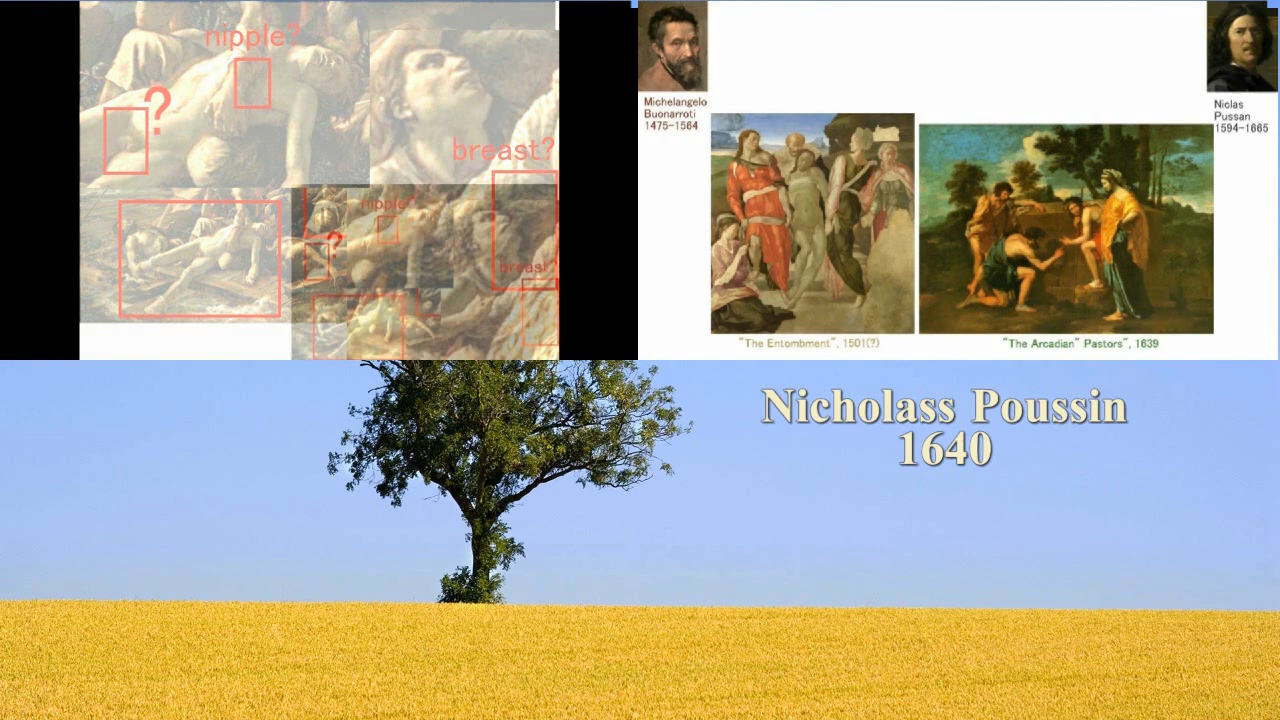 nipple?
?
breast?
nipple?
?
breast?
Michelangelo
Buonarroti
1475-1564
Niclas
Pussan
1594-1665
"The Entombment", 1501(?)
"The Arcadian" Pastors", 1639
Nicholass Poussin
1640